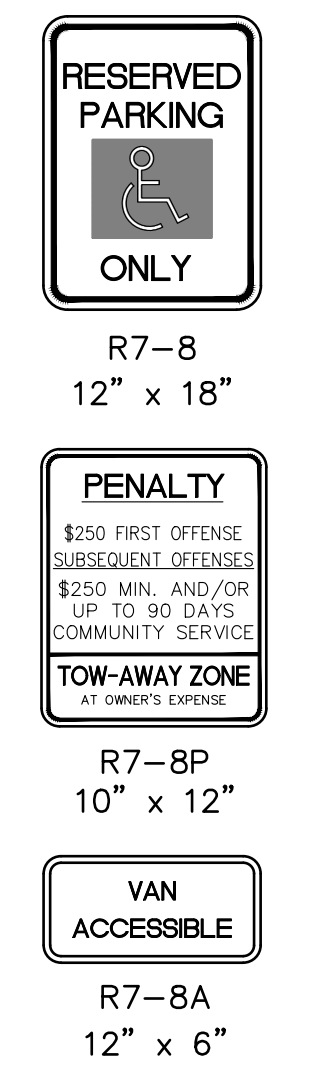 RESERVED
PARKING
ONLY
R7-8
12” x 18”
PENALTY
$250 FIRST OFFENSE
SUBSEQUENT OFFENSES
$250 MIN. AND/OR
UP TO 90 DAYS
COMMUNITY SERVICE
TOW-AWAY ZONE
AT OWNER'S EXPENSE
R7-8P
10” x 12”
VAN
ACCESSIBLE
R7-8A
12” x 6”